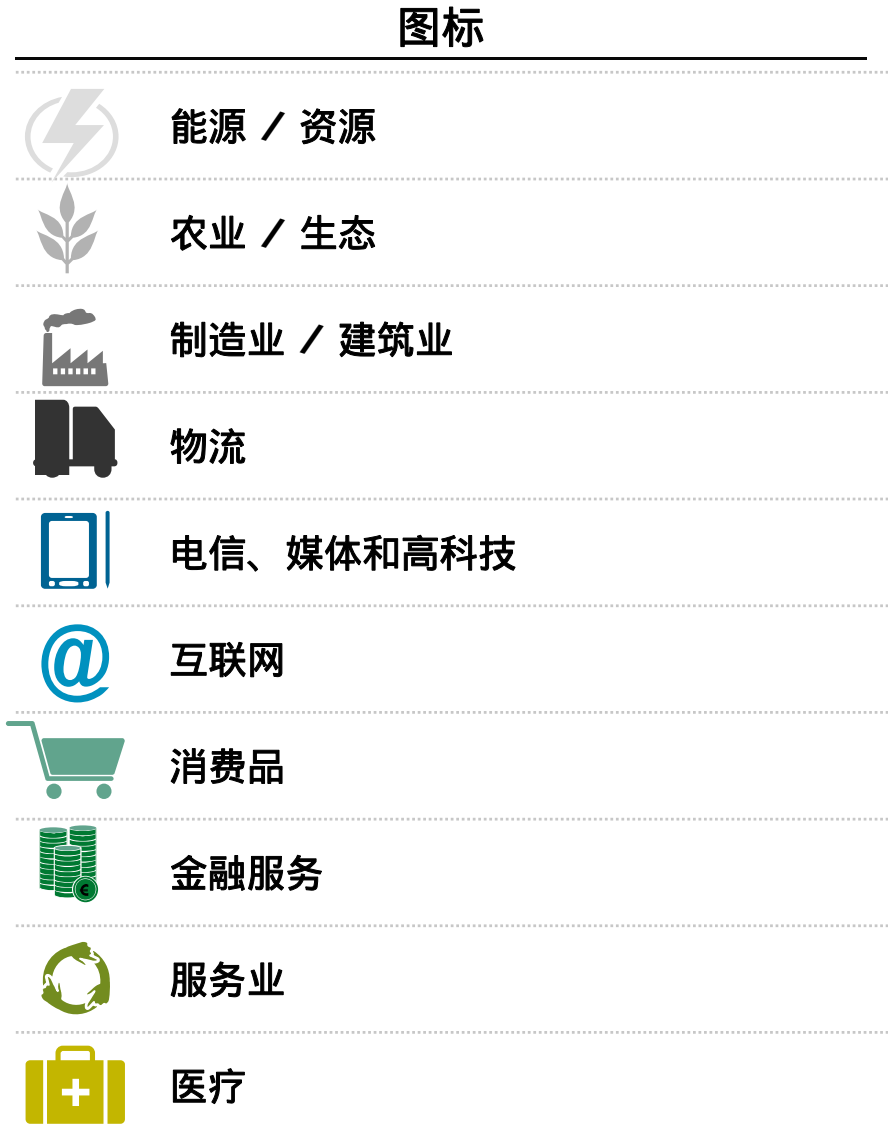 图标
能源 / 资源
农业 / 生态
制造业 / 建筑业
物流
电信、媒体和高科技
@ 互联网
消费品
€ 金融服务
服务业
医疗